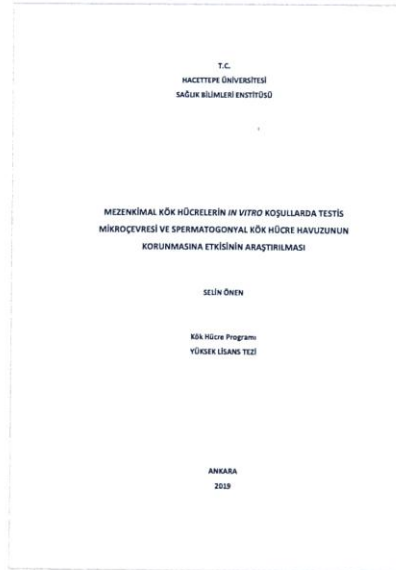 T.C.
HACETTEPE ÜNİVERSİTESİ
SAĞLIK BİLİMLERİ ENSTİTÜSÜ
MEZENKİMAL KÖK HÜCRELERİN IN VITRO KOŞULLARDA TESTİS
MİKROÇEVRESİ VE SPERMATOGONYAL KÖK HÜCRE HAVUZUNUN
KORUNMASINA ETKİSİNİN ARAŞTIRILMASI
SELİN ÖNEN
Kök Hücre Programı
YÜKSEK LİSANS TEZİ
ANKARA
2019